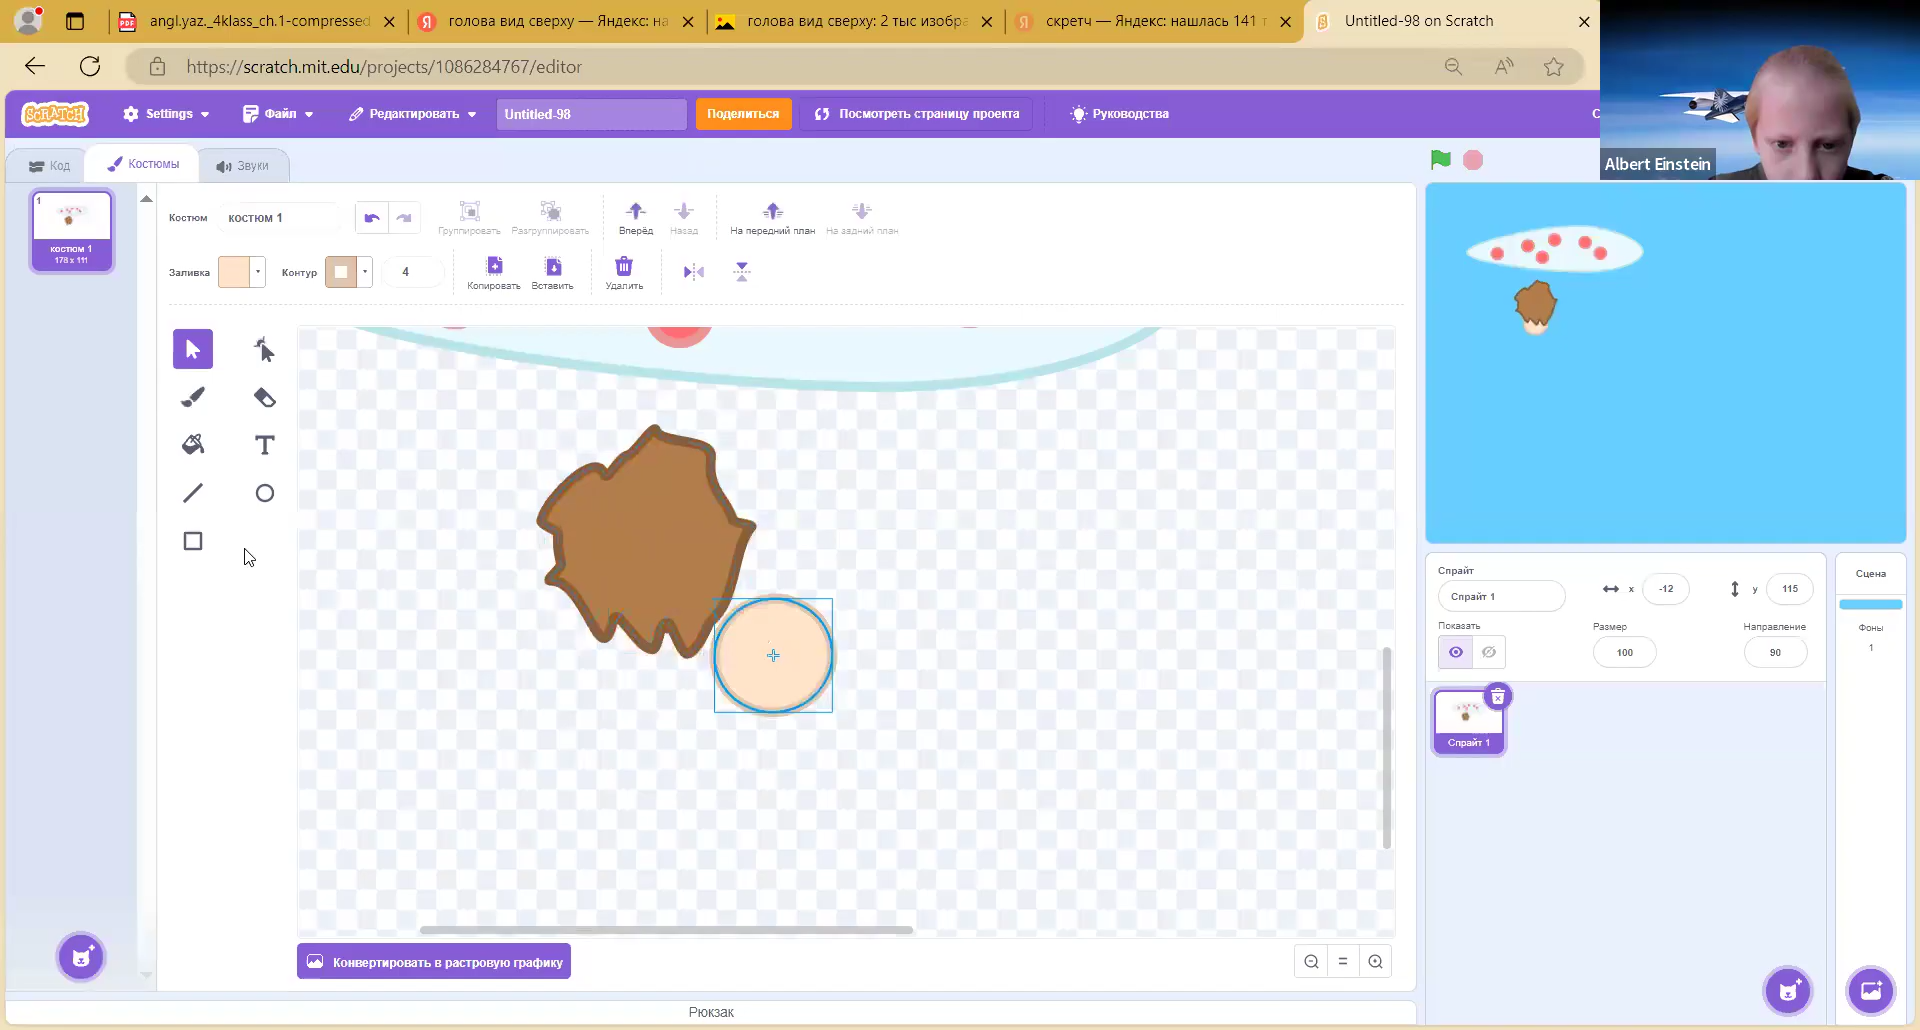 angl.yaz._4klass_ch.1-compressed
голова вид сверху — Яндекс: на
голова вид сверху: 2 тыс изобра
скретч — Яндекс: нашлась 141 т
Untitled-98 on Scratch
https://scratch.mit.edu/projects/1086284767/editor
SCRATCH
Settings
Файл
Редактировать
Untitled-98
Поделиться
Посмотреть страницу проекта
Руководства
С
Albert Einstein
Код
Костюмы
Звуки
1
костюм 1
178 x 111
Костюм
костюм 1
Группировать
Разгруппировать
Вперёд
Назад
На передний план
На задний план
Заливка
Контур
4
Копировать
Вставить
Удалить
Конвертировать в растровую графику
Рюкзак
Спрайт
Спрайт 1
x
-12
y
115
Показать
Размер
100
Направление
90
Спрайт 1
Сцена
Фоны
1